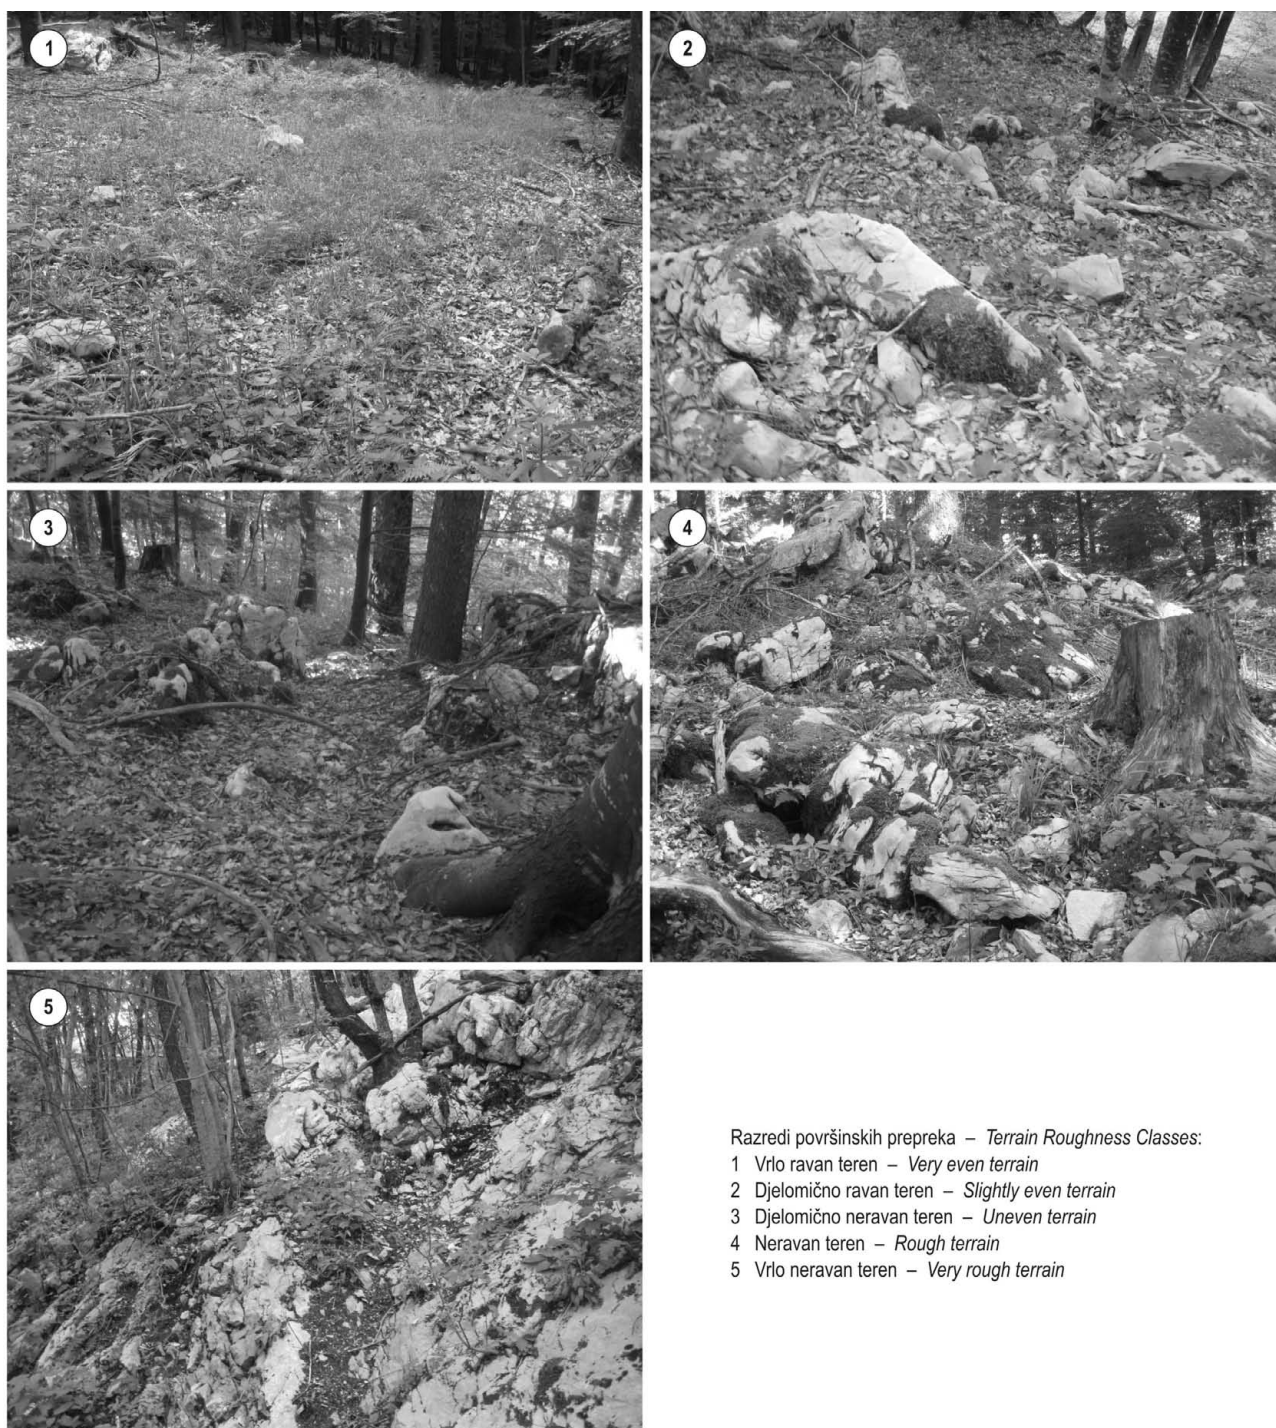 1
2
3
4
5
Razredi površinskih prepreka – Terrain Roughness Classes:
1 Vrlo ravan teren – Very even terrain
2 Djelomično ravan teren – Slightly even terrain
3 Djelomično neravan teren – Uneven terrain
4 Neravan teren – Rough terrain
5 Vrlo neravan teren – Very rough terrain